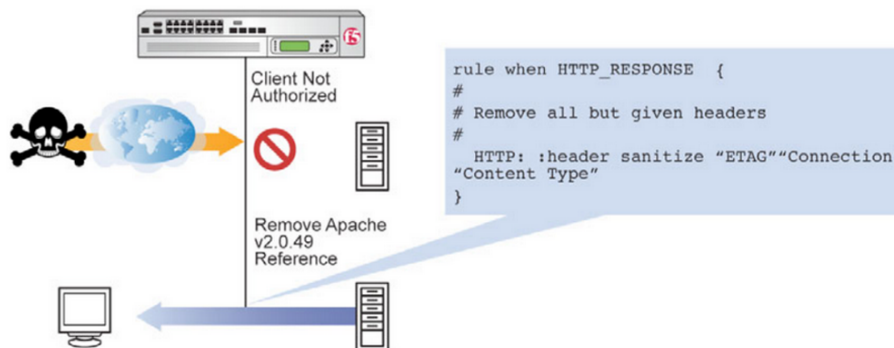 f5
Client Not
Authorized
Remove Apache
v2.0.49
Reference
rule when HTTP_RESPONSE {
#
# Remove all but given headers
#
HTTP: :header sanitize “ETAG”“Connection
“Content Type”
}